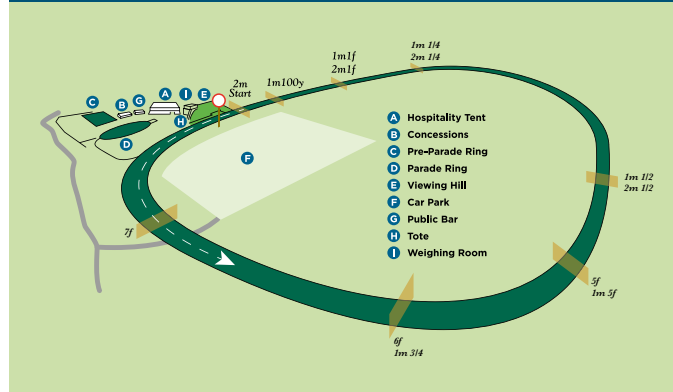 1m 1/4
2m 1/4
1m1f
2m1f
1m100y
2m
Start
A
I
E
G
B
C
H
D
F
A Hospitality Tent
B Concessions
C Pre-Parade Ring
D Parade Ring
E Viewing Hill
F Car Park
G Public Bar
H Tote
I Weighing Room
1m 1/2
2m 1/2
7f
5f
1m 5f
6f
1m 3/4